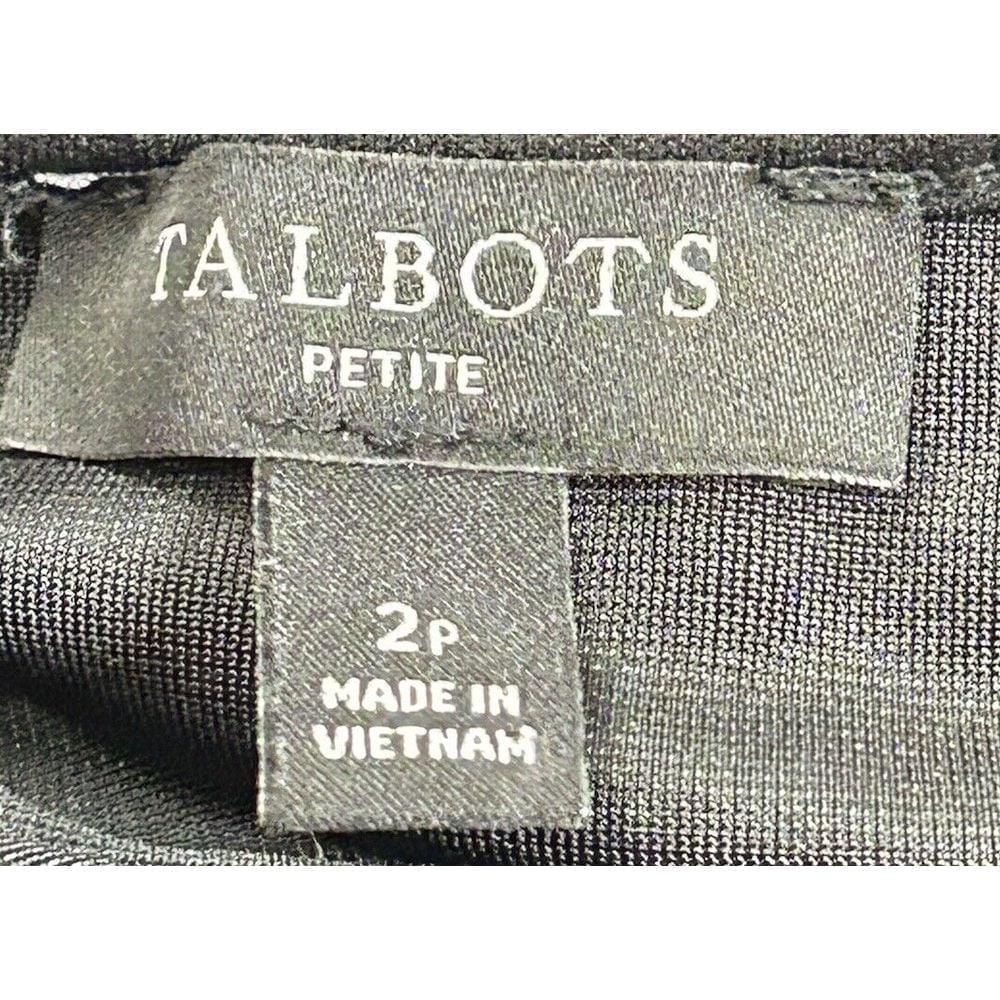 TALBOTS
PETITE
2P
MADE IN
VIETNAM